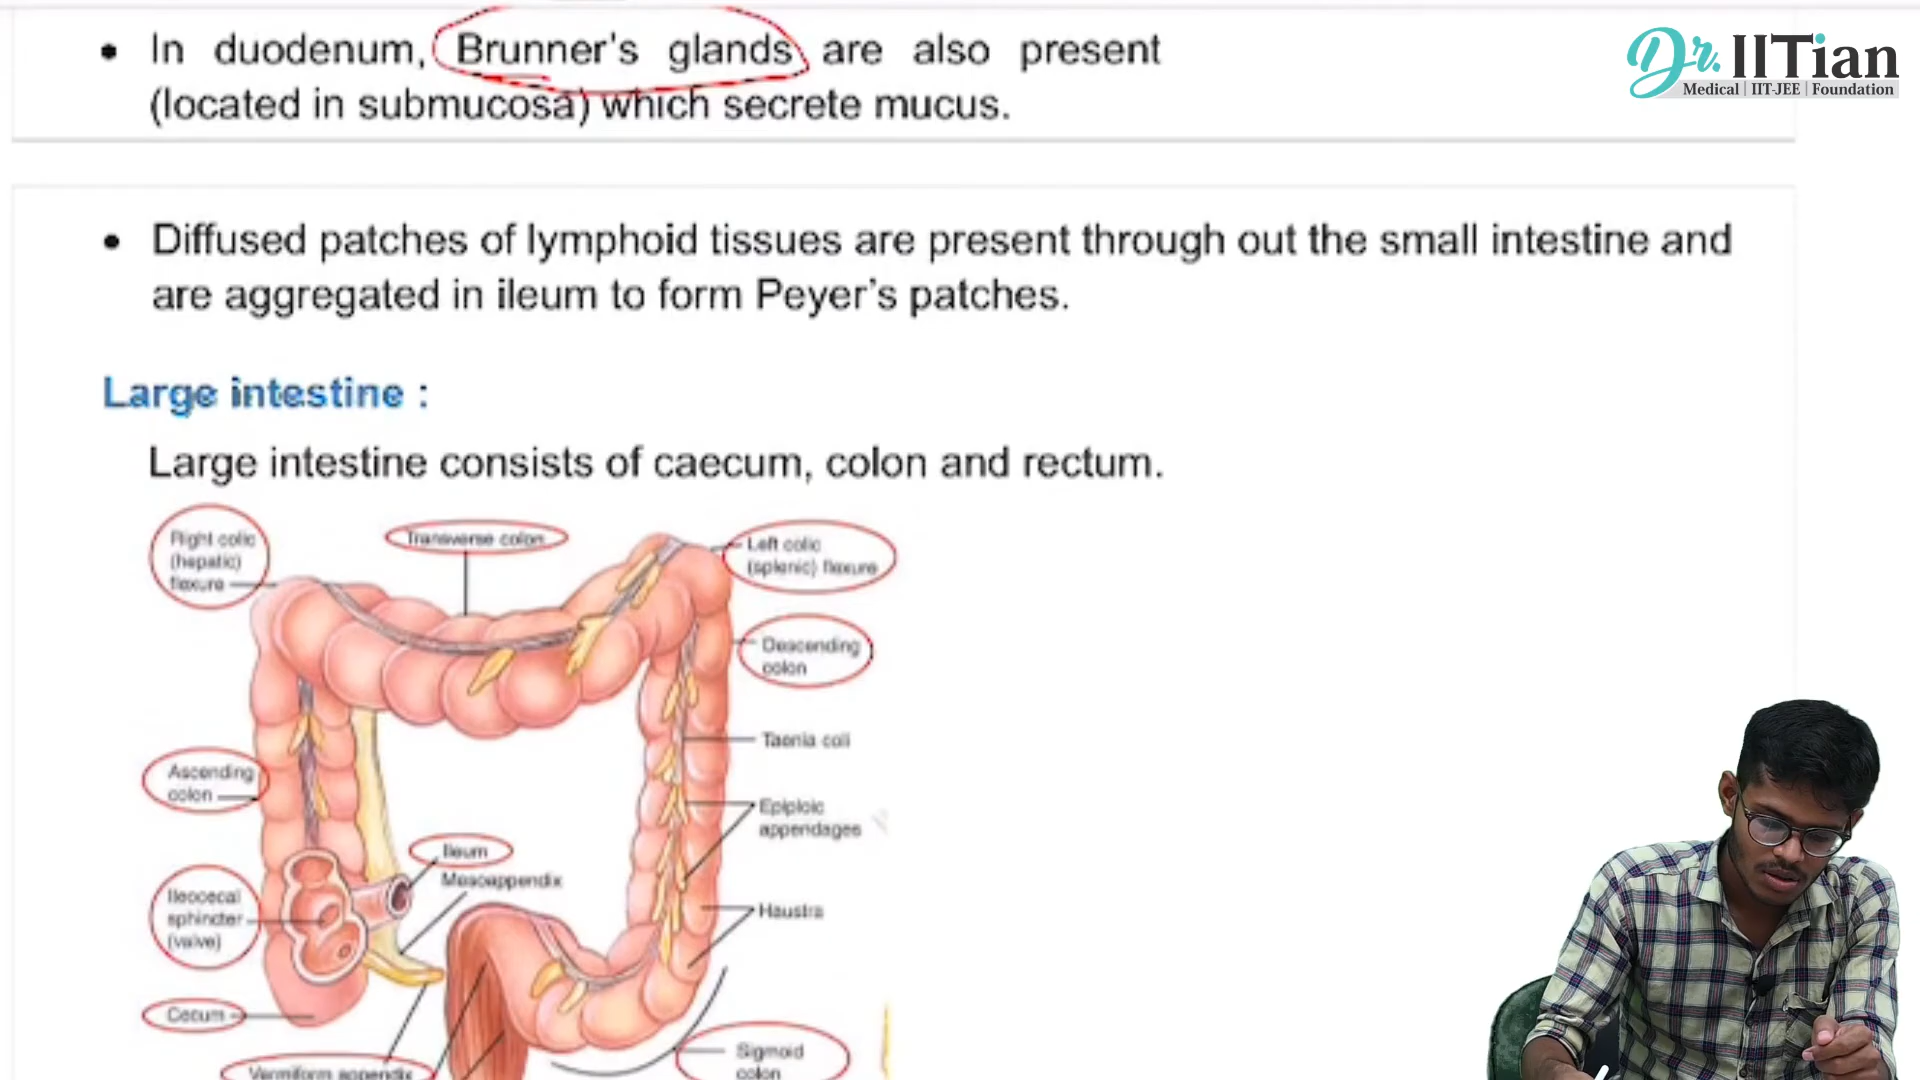 • In duodenum, Brunner's glands are also present
(located in submucosa) which secrete mucus.
Dr. IITian
Medical | IIT-JEE | Foundation
• Diffused patches of lymphoid tissues are present through out the small intestine and
are aggregated in ileum to form Peyer's patches.
Large intestine :
Large intestine consists of caecum, colon and rectum.
Right colic
(hepatic)
flexure
Transverse colon
Left colic
(splenic) flexure
Descending
colon
Taenia coli
Ascending
colon
Epiploic
appendages
Ileum
Mesoappendix
Ileocecal
sphincter
(valve)
Haustra
Cecum
Sigmoid
colon
Vermiform appendix